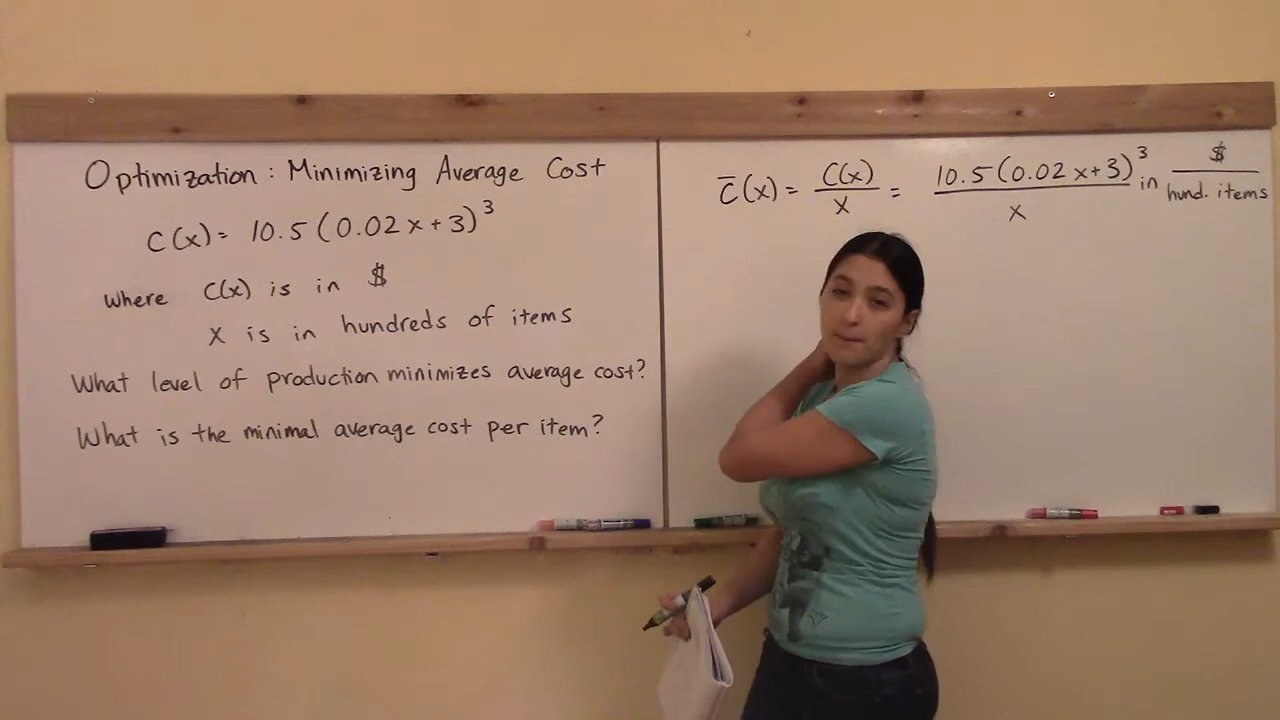 Optimization: Minimizing Average Cost
C(x) = 10.5 (0.02x+3)³
where C(x) is in $
x is in hundreds of items
What level of production minimizes average cost?
What is the minimal average cost per item?
C̄(x) = C(x)/x = 10.5(0.02x+3)³/x in $/hund. items